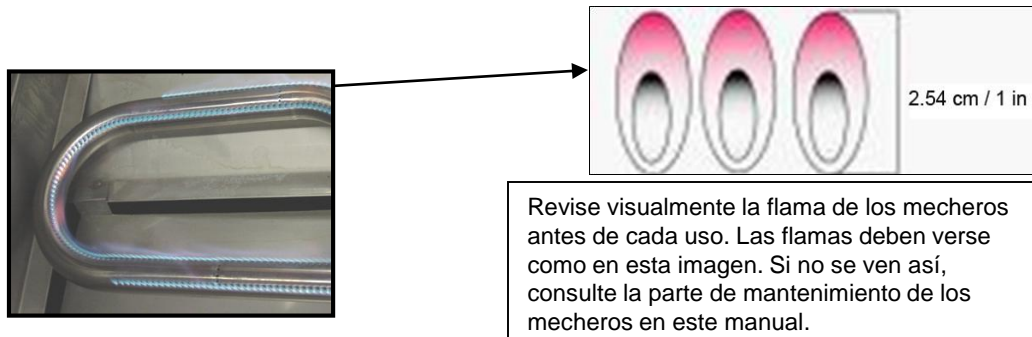 2.54 cm / 1 in
Revise visualmente la flama de los mecheros
antes de cada uso. Las flamas deben verse
como en esta imagen. Si no se ven así,
consulte la parte de mantenimiento de los
mecheros en este manual.